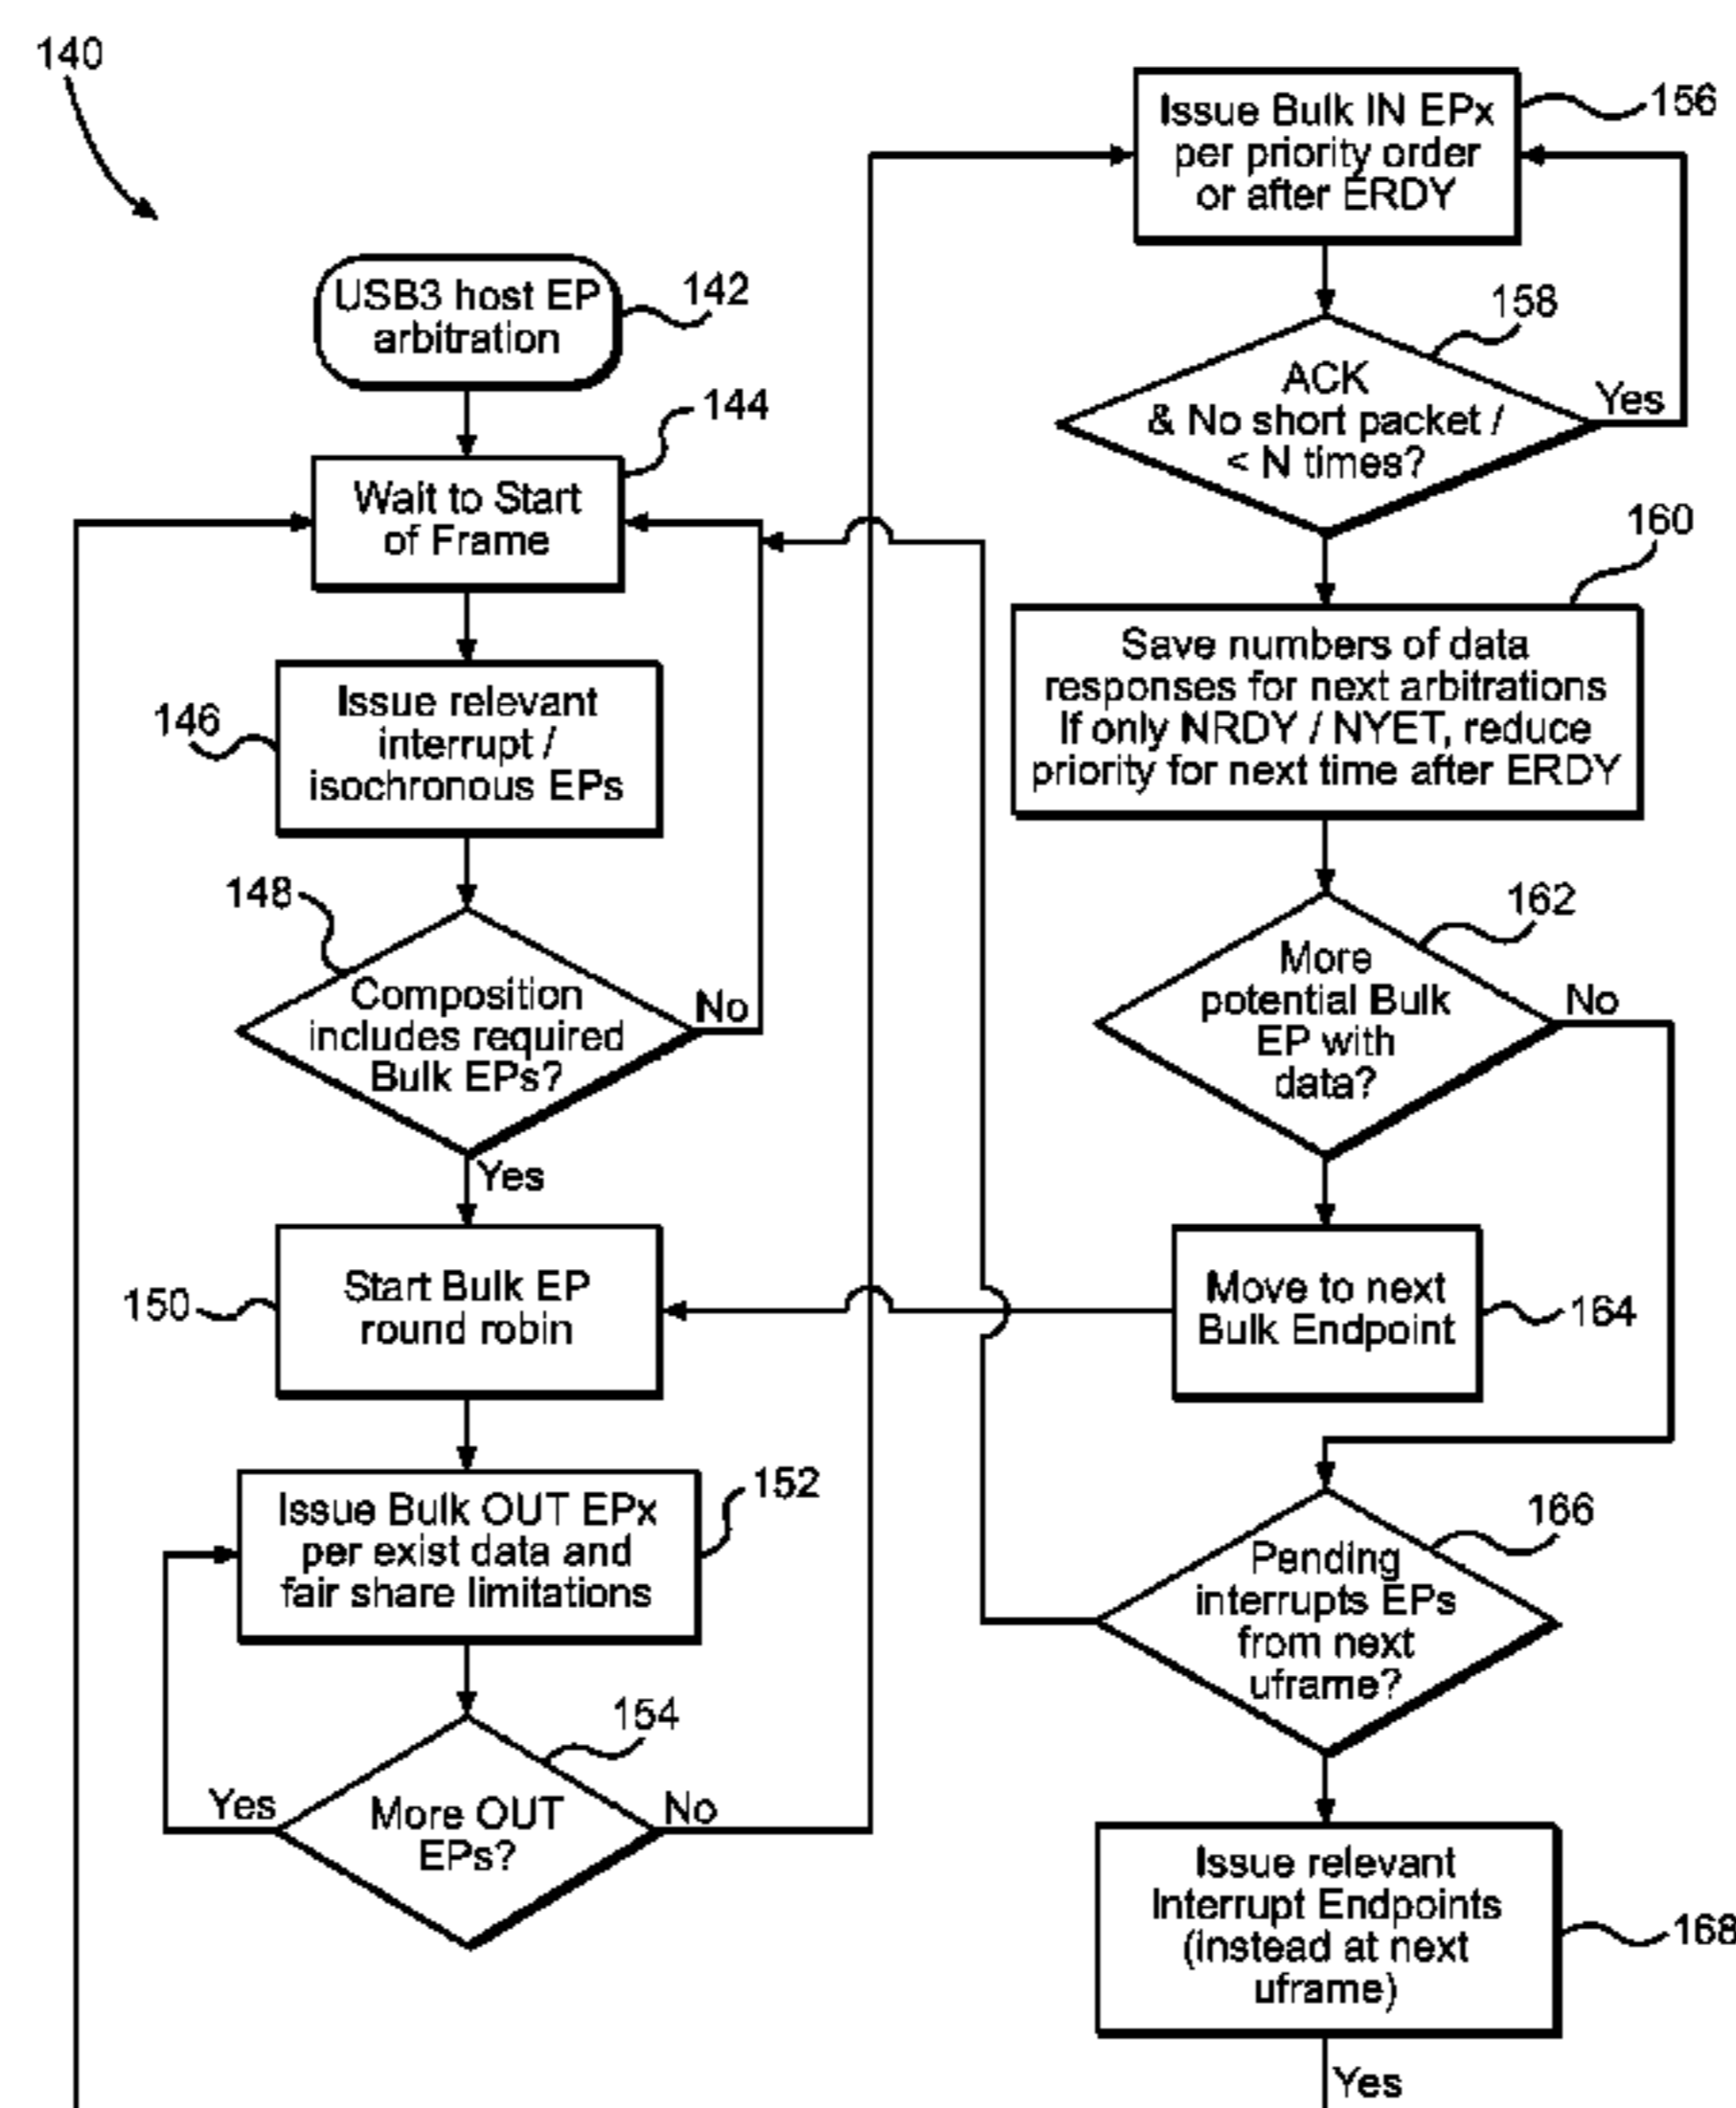 140
USB3 host EP
arbitration
142
144
Wait to Start
of Frame
146
Issue relevant
interrupt /
isochronous EPs
148
Composition
includes required
Bulk EPs?
No
Yes
150
Start Bulk EP
round robin
152
Issue Bulk OUT EPx
per exist data and
fair share limitations
154
Yes
More OUT
EPs?
No
156
Issue Bulk IN EPx
per priority order
or after ERDY
158
ACK
& No short packet /
< N times?
Yes
160
Save numbers of data
responses for next arbitrations
If only NRDY / NYET, reduce
priority for next time after ERDY
162
More
potential Bulk
EP with
data?
No
Move to next
Bulk Endpoint
164
166
Pending
interrupts EPs
from next
uframe?
Issue relevant
Interrupt Endpoints
(instead at next
uframe)
168
Yes